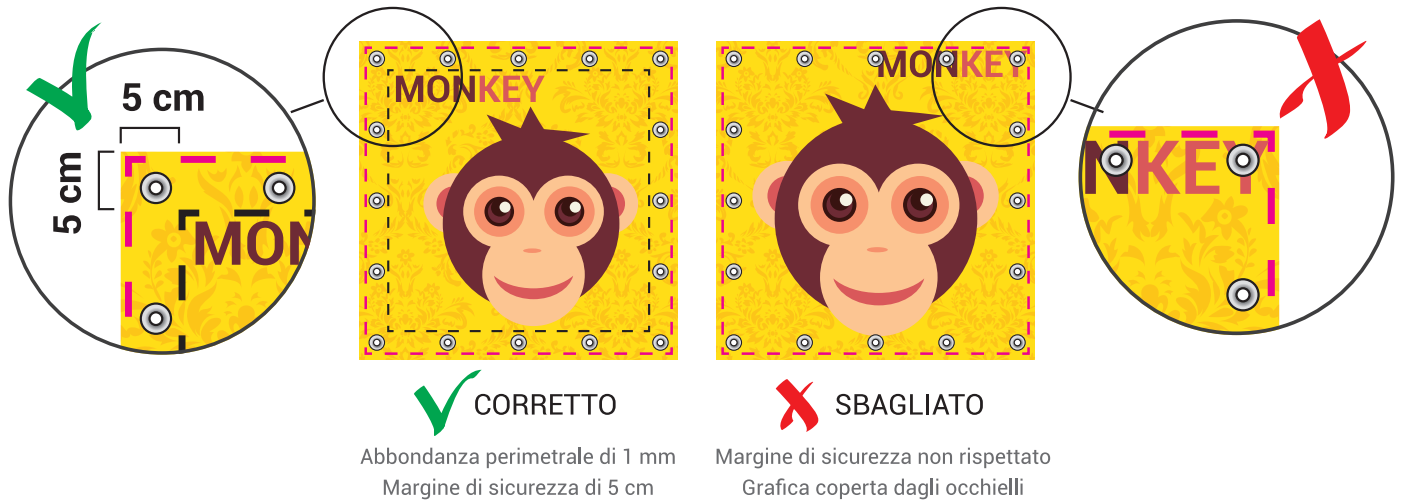 5 cm
5 cm
MON
MONKEY
MONKEY
NKEY
CORRETTO
Abbondanza perimetrale di 1 mm
Margine di sicurezza di 5 cm
SBAGLIATO
Margine di sicurezza non rispettato
Grafica coperta dagli occhielli